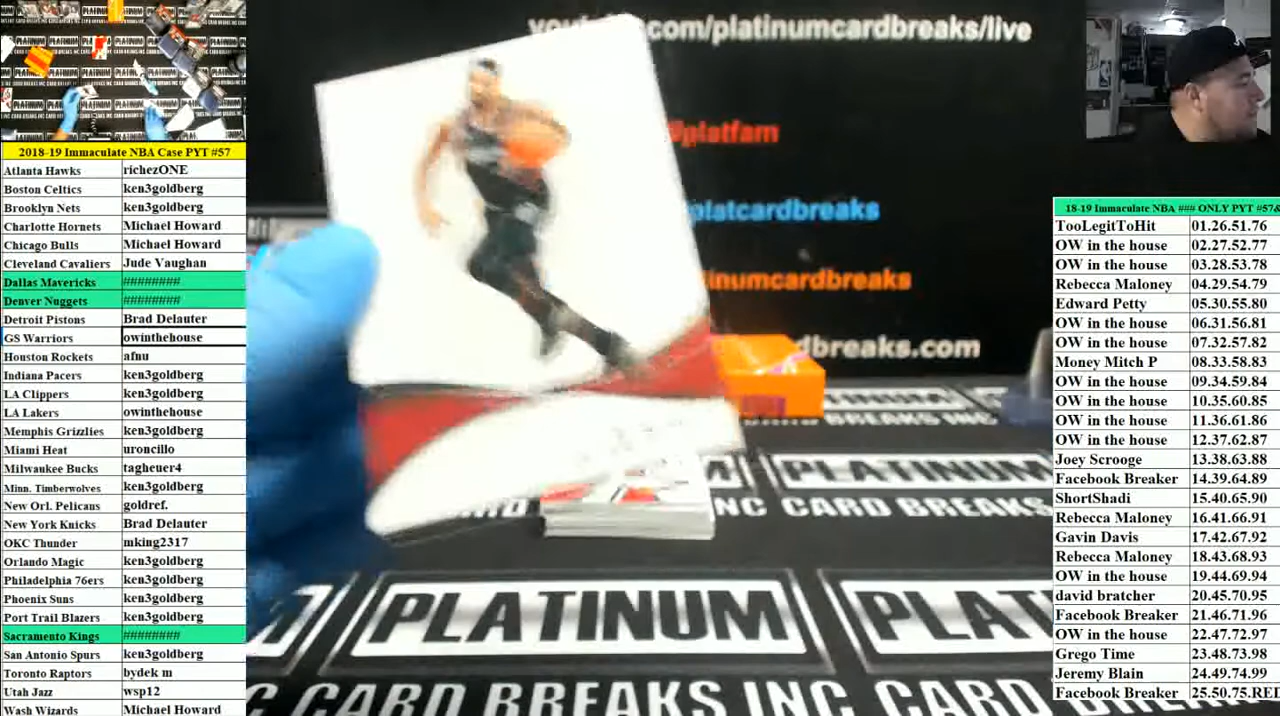 2018-19 Immaculate NBA Case PYT #57
Atlanta Hawks richezONE
Boston Celtics ken3goldberg
Brooklyn Nets ken3goldberg
Charlotte Hornets Michael Howard
Chicago Bulls Michael Howard
Cleveland Cavaliers Jude Vaughan
Dallas Mavericks ########
Denver Nuggets ########
Detroit Pistons Brad Delauter
GS Warriors owinthehouse
Houston Rockets afnu
Indiana Pacers ken3goldberg
LA Clippers ken3goldberg
LA Lakers owinthehouse
Memphis Grizzlies ken3goldberg
Miami Heat uroncillo
Milwaukee Bucks tagheuer4
Minn. Timberwolves ken3goldberg
New Orl. Pelicans goldref.
New York Knicks Brad Delauter
OKC Thunder mking2317
Orlando Magic ken3goldberg
Philadelphia 76ers ken3goldberg
Phoenix Suns ken3goldberg
Port Trail Blazers ken3goldberg
Sacramento Kings ########
San Antonio Spurs ken3goldberg
Toronto Raptors bydek m
Utah Jazz wsp12
Wash Wizards Michael Howard
.com/platinumcardbreaks/live
#platfam
platcardbreaks
tinumcardbreaks
dbreaks.com
PLATINUM
BREAKS INC
NC CARD BREAKS
PLATINUM PLATIN
C CARD BREAKS INC CARD
18-19 Immaculate NBA ### ONLY PYT #57&
TooLegitToHit 01.26.51.76
OW in the house 02.27.52.77
OW in the house 03.28.53.78
Rebecca Maloney 04.29.54.79
Edward Petty 05.30.55.80
OW in the house 06.31.56.81
OW in the house 07.32.57.82
Money Mitch P 08.33.58.83
OW in the house 09.34.59.84
OW in the house 10.35.60.85
OW in the house 11.36.61.86
OW in the house 12.37.62.87
Joey Scrooge 13.38.63.88
Facebook Breaker 14.39.64.89
ShortShadi 15.40.65.90
Rebecca Maloney 16.41.66.91
Gavin Davis 17.42.67.92
Rebecca Maloney 18.43.68.93
OW in the house 19.44.69.94
david bratcher 20.45.70.95
Facebook Breaker 21.46.71.96
OW in the house 22.47.72.97
Grego Time 23.48.73.98
Jeremy Blain 24.49.74.99
Facebook Breaker 25.50.75.RED